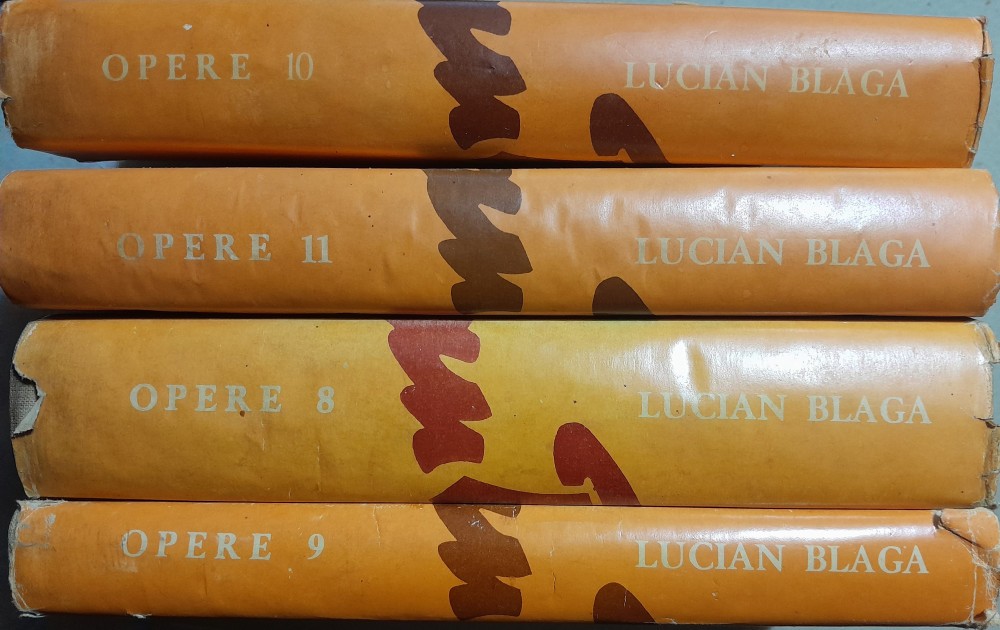 OPERE 10 LUCIAN BLAGA
OPERE 11 LUCIAN BLAGA
OPERE 8 LUCIAN BLAGA
OPERE 9 LUCIAN BLAGA